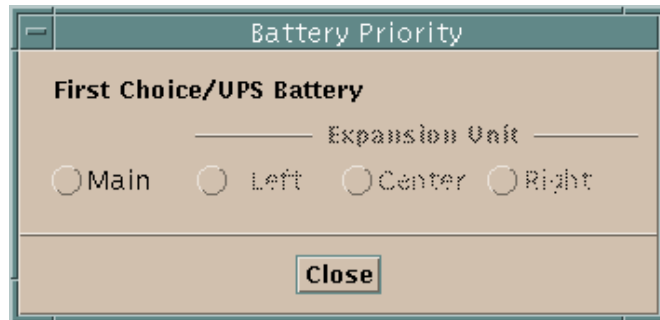 Battery Priority
First Choice/UPS Battery
Expansion Unit
Main Left Center Right
Close